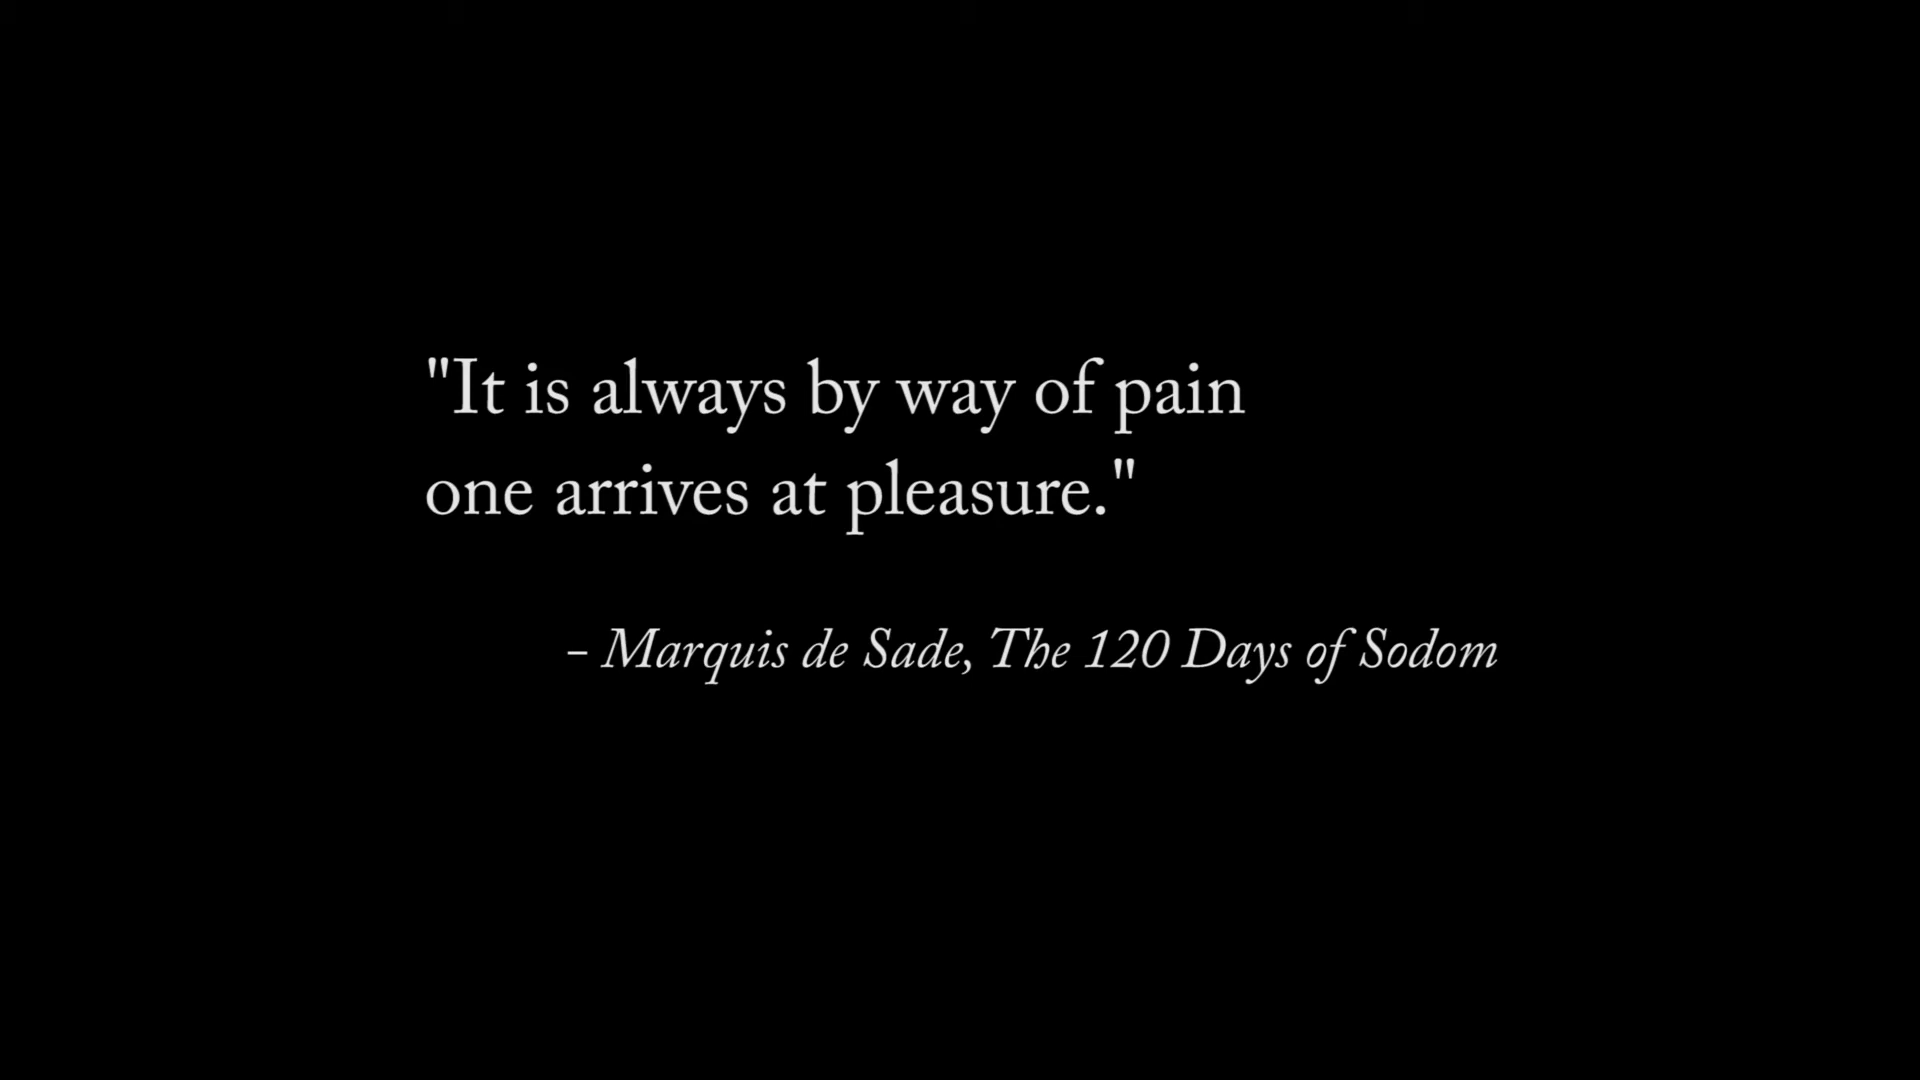 "It is always by way of pain
one arrives at pleasure."
– Marquis de Sade, The 120 Days of Sodom